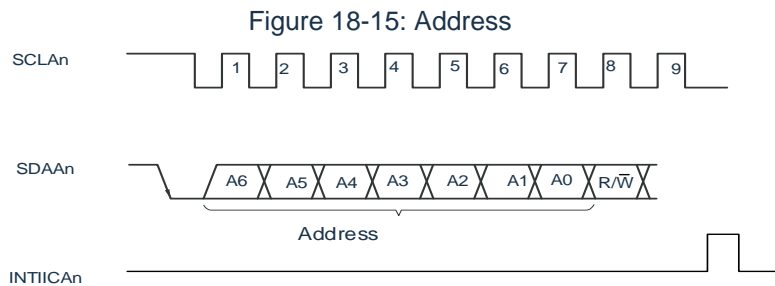 Figure 18-15: Address
SCLAn
1 2 3 4 5 6 7 8 9
SDAAn
A6 A5 A4 A3 A2 A1 A0 R/W̅
Address
INTIICAn